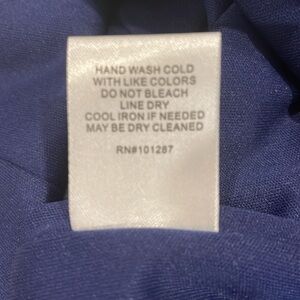 HAND WASH COLD
WITH LIKE COLORS
DO NOT BLEACH
LINE DRY
COOL IRON IF NEEDED
MAY BE DRY CLEANED
RN#101287